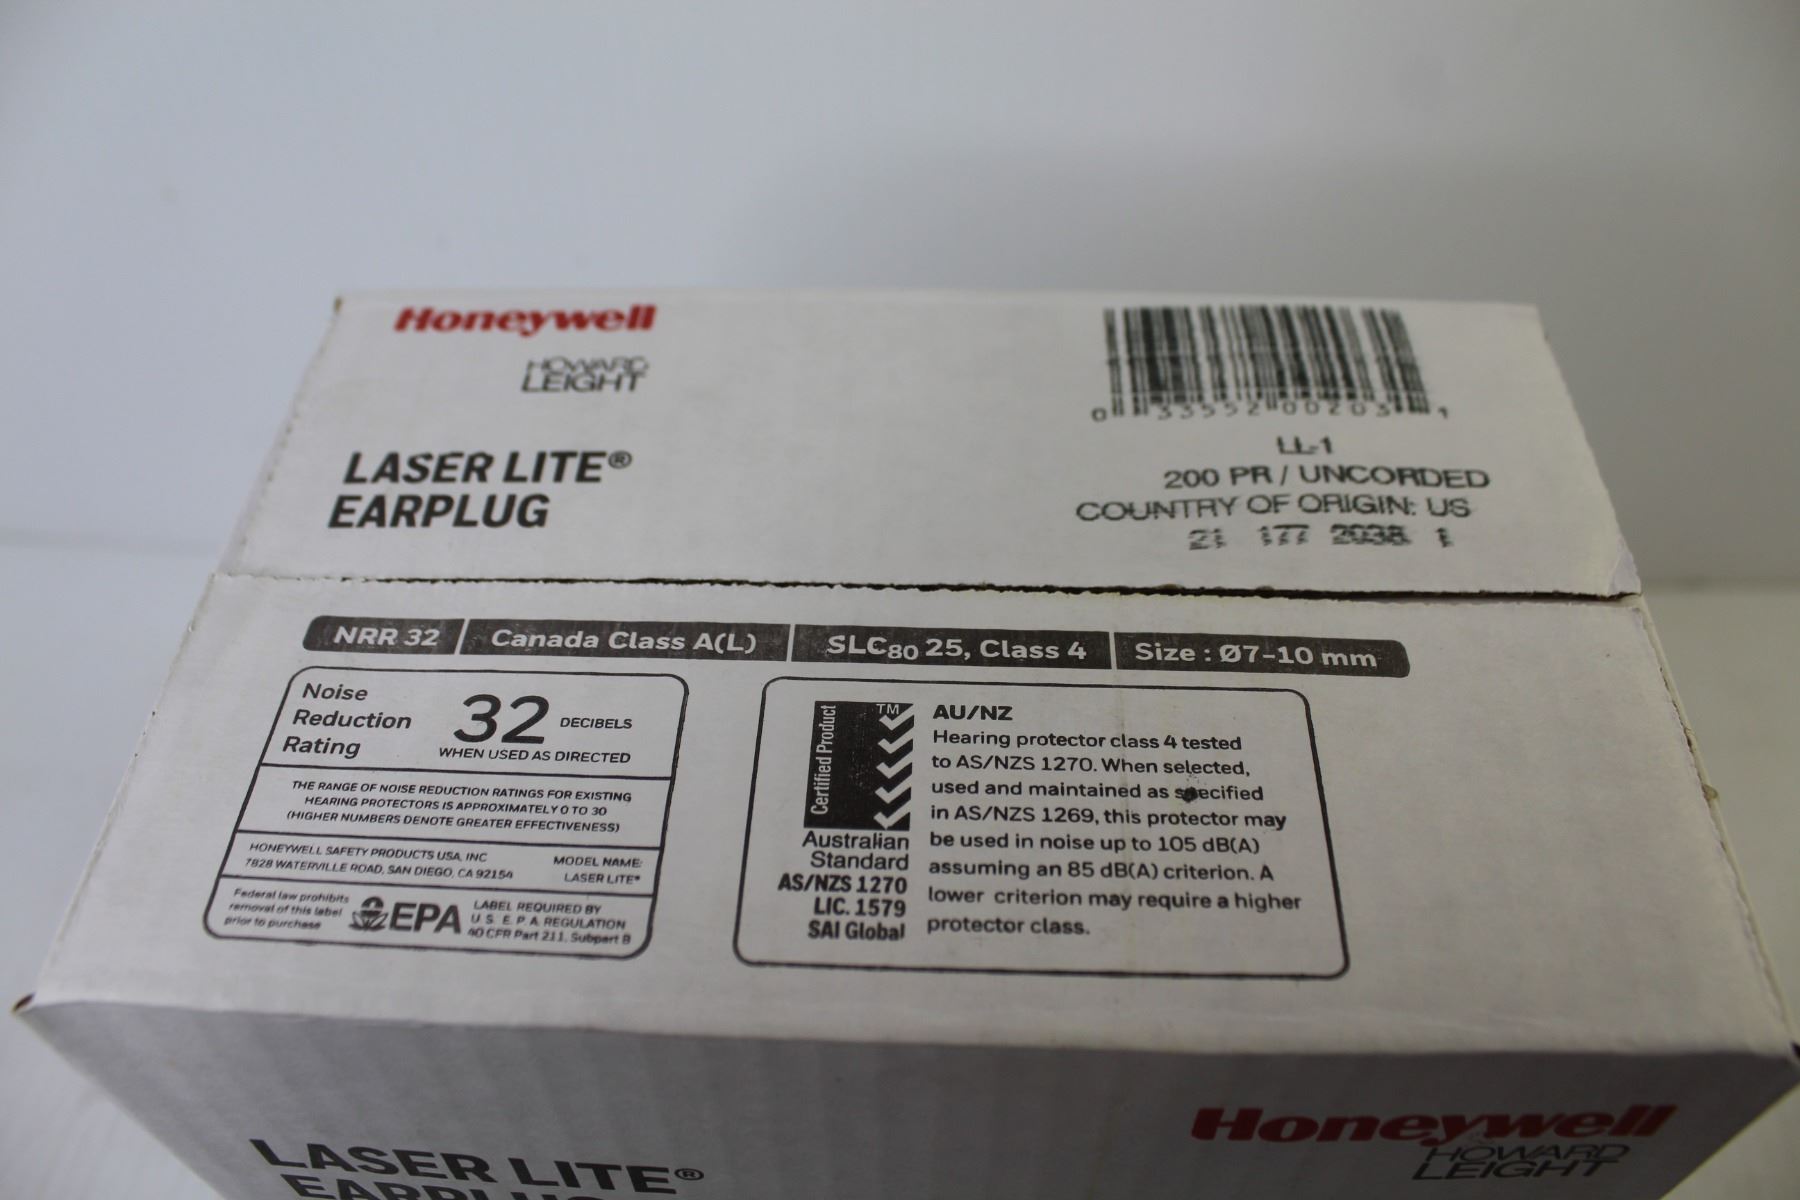 Honeywell
HOWARD
LEIGHT
LASER LITE®
EARPLUG
0 33552 00203 1
LL-1
200 PR / UNCORDED
COUNTRY OF ORIGIN: US
21 177 2038 1
NRR 32
Canada Class A(L)
SLC80 25, Class 4
Size : Ø7-10 mm
Noise
Reduction
Rating
32 DECIBELS
WHEN USED AS DIRECTED
THE RANGE OF NOISE REDUCTION RATINGS FOR EXISTING
HEARING PROTECTORS IS APPROXIMATELY 0 TO 30
(HIGHER NUMBERS DENOTE GREATER EFFECTIVENESS)
HONEYWELL SAFETY PRODUCTS USA, INC
7828 WATERVILLE ROAD, SAN DIEGO, CA 92154
MODEL NAME:
LASER LITE®
Federal law prohibits
removal of this label
prior to purchase
EPA
LABEL REQUIRED BY
U S. E. P. A. REGULATION
40 CFR Part 211, Subpart B
Certified Product
TM
Australian
Standard
AS/NZS 1270
LIC. 1579
SAI Global
AU/NZ
Hearing protector class 4 tested
to AS/NZS 1270. When selected,
used and maintained as specified
in AS/NZS 1269, this protector may
be used in noise up to 105 dB(A)
assuming an 85 dB(A) criterion. A
lower criterion may require a higher
protector class.
Honeywell
HOWARD
LEIGHT
LASER LITE®
EARPLUG